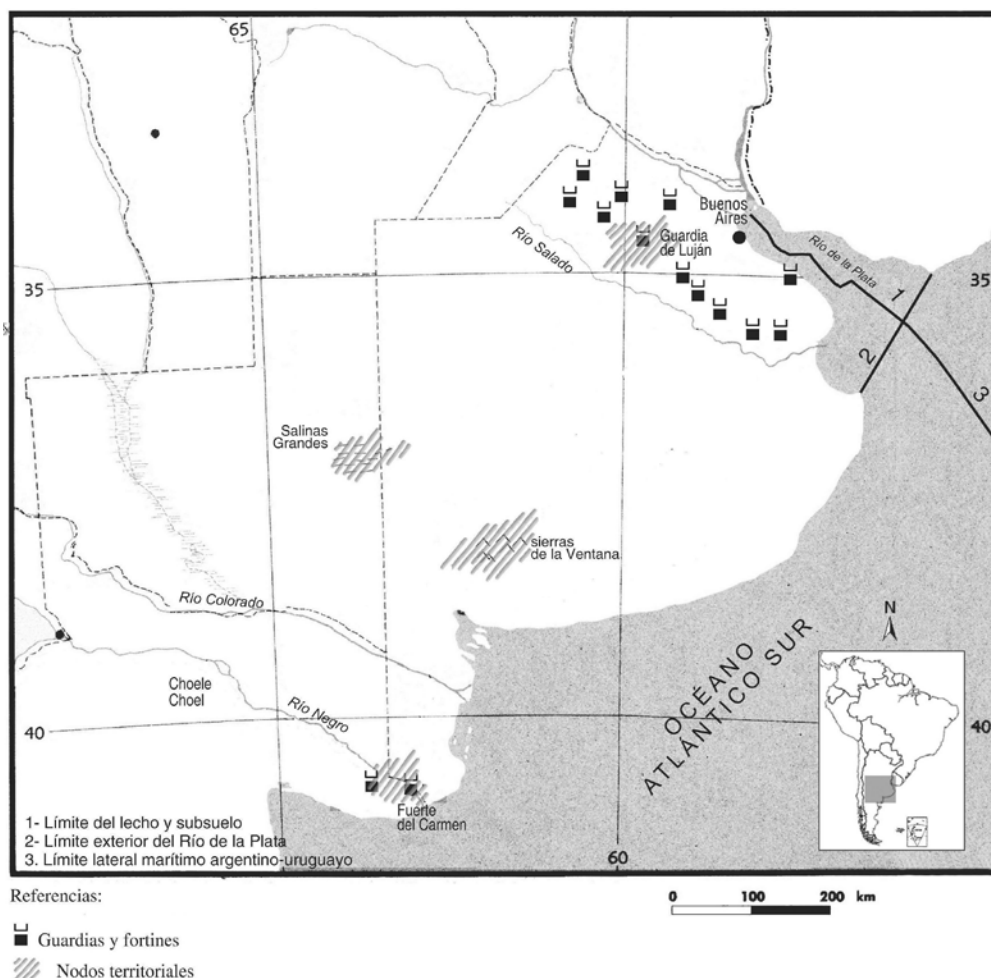 65
Buenos
Aires
Guardia
de Luján
Río Salado
Río de la Plata
35
35
1
2
3
Salinas
Grandes
sierras
de la Ventana
Río Colorado
N
OCÉANO
ATLÁNTICO SUR
Choele
Choel
Río Negro
40
40
Fuerte
del Carmen
1- Límite del lecho y subsuelo
2- Límite exterior del Río de la Plata
3. Límite lateral marítimo argentino-uruguayo
60
Referencias:
0 100 200 km
Guardias y fortines
Nodos territoriales